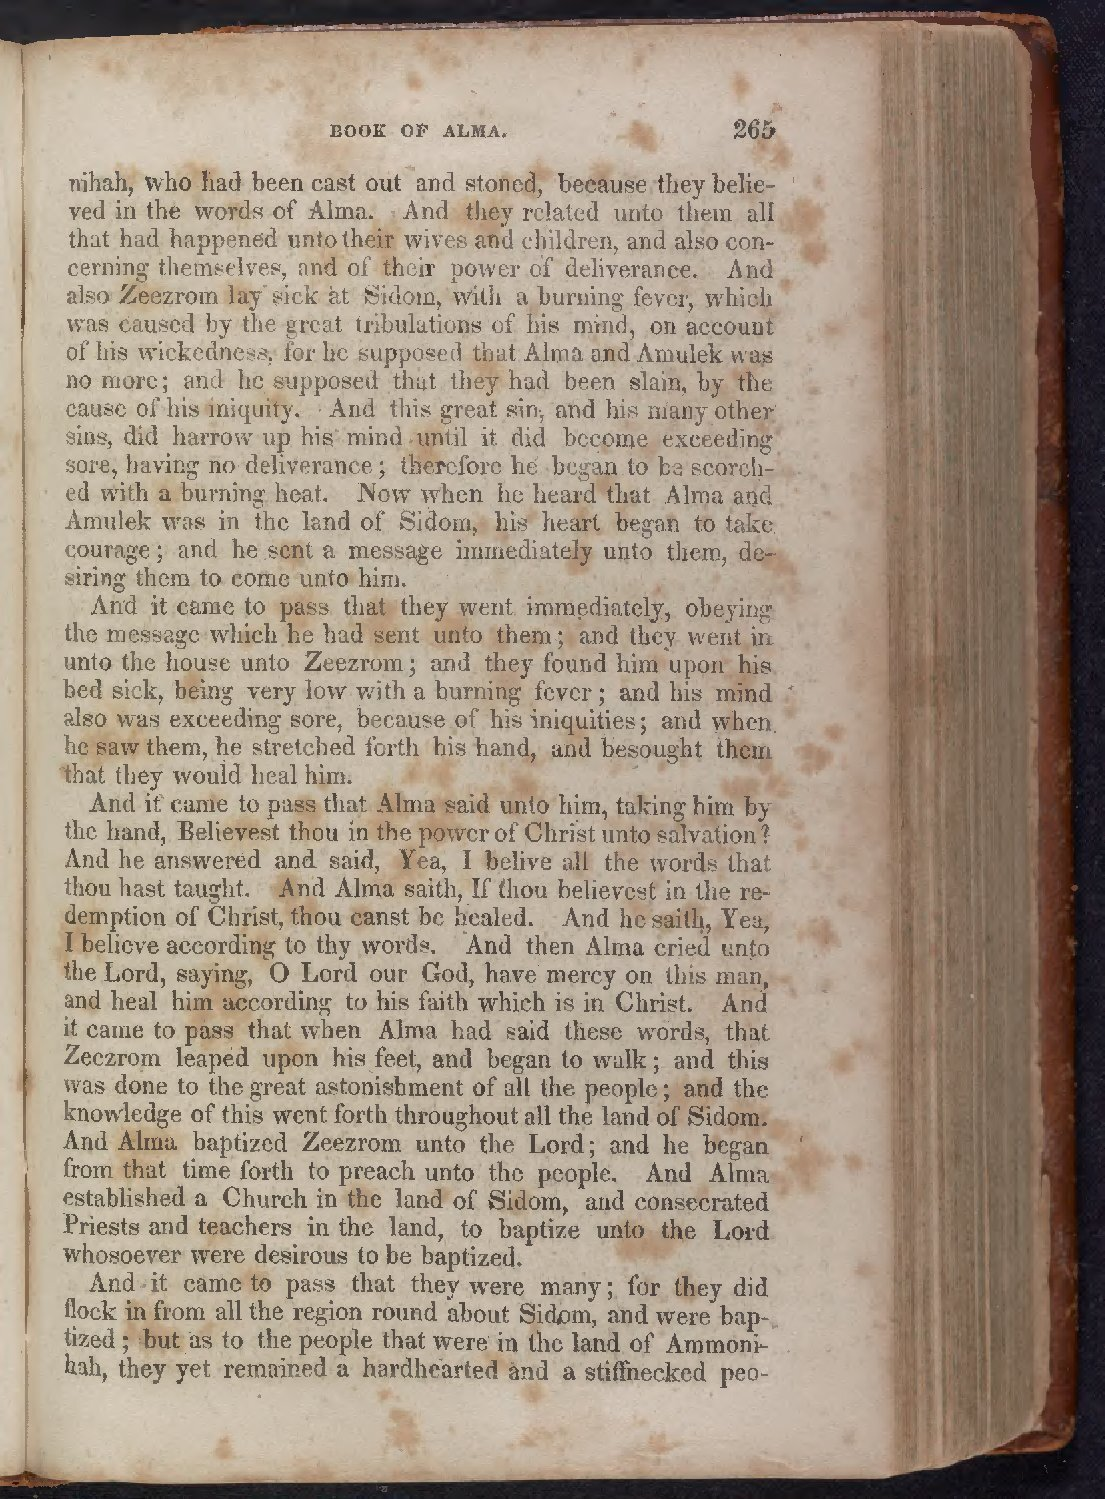 BOOK OF ALMA. 265
nihah, who had been cast out and stoned, because they belie-
ved in the words of Alma. And they related unto them all
that had happened unto their wives and children, and also con-
cerning themselves, and of their power of deliverance. And
also Zeezrom lay sick at Sidom, with a burning fever, which
was caused by the great tribulations of his mind, on account
of his wickedness, for he supposed that Alma and Amulek was
no more; and he supposed that they had been slain, by the
cause of his iniquity. And this great sin, and his many other
sins, did harrow up his mind until it did become exceeding
sore, having no deliverance; therefore he began to be scorch-
ed with a burning heat. Now when he heard that Alma and
Amulek was in the land of Sidom, his heart began to take
courage; and he sent a message immediately unto them, de-
siring them to come unto him.
And it came to pass that they went immediately, obeying
the message which he had sent unto them; and they went in
unto the house unto Zeezrom; and they found him upon his
bed sick, being very low with a burning fever; and his mind
also was exceeding sore, because of his iniquities; and when
he saw them, he stretched forth his hand, and besought them
that they would heal him.
And it came to pass that Alma said unto him, taking him by
the hand, Believest thou in the power of Christ unto salvation?
And he answered and said, Yea, I belive all the words that
thou hast taught. And Alma saith, If thou believest in the re-
demption of Christ, thou canst be healed. And he saith, Yea,
I believe according to thy words. And then Alma cried unto
the Lord, saying, O Lord our God, have mercy on this man,
and heal him according to his faith which is in Christ. And
it came to pass that when Alma had said these words, that
Zeezrom leaped upon his feet, and began to walk; and this
was done to the great astonishment of all the people; and the
knowledge of this went forth throughout all the land of Sidom.
And Alma baptized Zeezrom unto the Lord; and he began
from that time forth to preach unto the people. And Alma
established a Church in the land of Sidom, and consecrated
Priests and teachers in the land, to baptize unto the Lord
whosoever were desirous to be baptized.
And it came to pass that they were many; for they did
flock in from all the region round about Sidom, and were bap-
tized; but as to the people that were in the land of Ammoni-
hah, they yet remained a hardhearted and a stiffnecked peo-